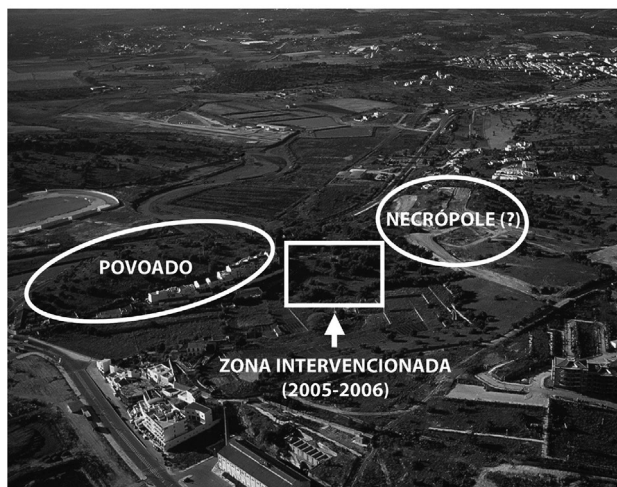 NECRÓPOLE (?)
POVOADO
ZONA INTERVENCIONADA
(2005-2006)